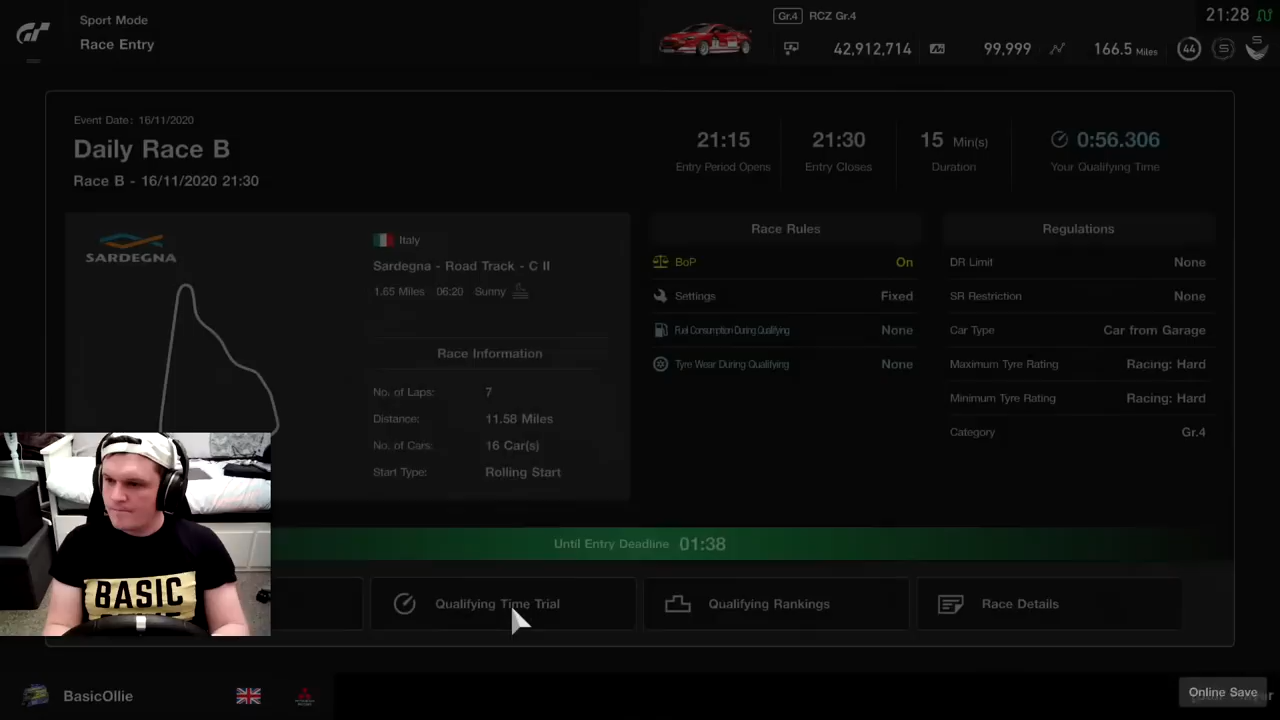 Sport Mode
Race Entry
Gr.4 RCZ Gr.4
42,912,714
99,999
166.5 Miles
44
S
S
21:28
Event Date: 16/11/2020
Daily Race B
Race B - 16/11/2020 21:30
21:15
Entry Period Opens
21:30
Entry Closes
15 Min(s)
Duration
0:56.306
Your Qualifying Time
SARDEGNA
Italy
Sardegna - Road Track - C II
1.65 Miles 06:20 Sunny
Race Information
No. of Laps: 7
Distance: 11.58 Miles
No. of Cars: 16 Car(s)
Start Type: Rolling Start
Race Rules
BoP On
Settings Fixed
Fuel Consumption During Qualifying None
Tyre Wear During Qualifying None
Regulations
DR Limit None
SR Restriction None
Car Type Car from Garage
Maximum Tyre Rating Racing: Hard
Minimum Tyre Rating Racing: Hard
Category Gr.4
Until Entry Deadline 01:38
Qualifying Time Trial
Qualifying Rankings
Race Details
BASIC
BasicOllie
Online Save